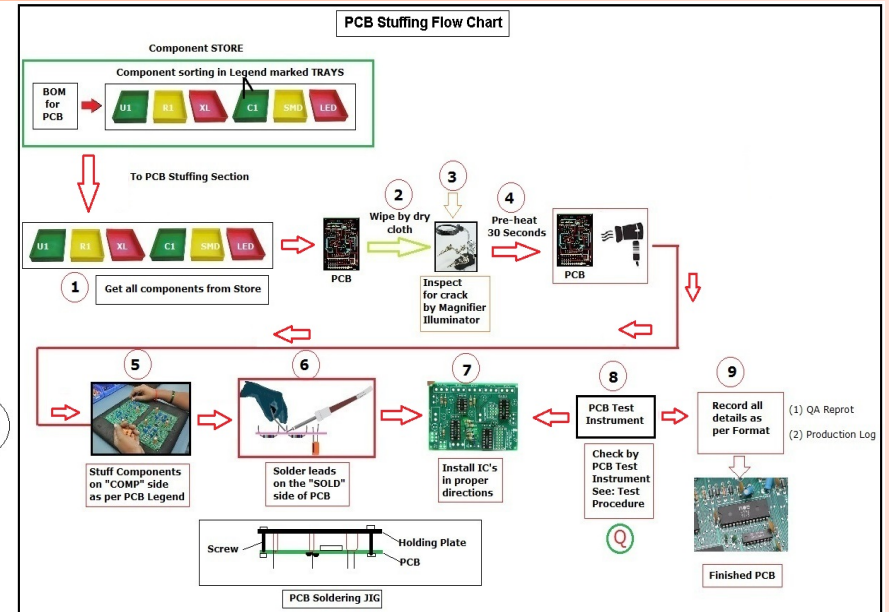 PCB Stuffing Flow Chart
Component STORE
Component sorting in Legend marked TRAYS
BOM
for
PCB
U1
R1
XL
C1
SMD
LED
To PCB Stuffing Section
U1
R1
XL
C1
SMD
LED
1
Get all components from Store
PCB
2
Wipe by dry
cloth
3
Inspect
for crack
by Magnifier
Illuminator
4
Pre-heat
30 Seconds
PCB
5
Stuff Components
on "COMP" side
as per PCB Legend
6
Solder leads
on the "SOLD"
side of PCB
7
Install IC's
in proper
directions
8
PCB Test
Instrument
Check by
PCB Test
Instrument
See: Test
Procedure
Q
9
Record all
details as
per Format
(1) QA Reprot
(2) Production Log
Finished PCB
Screw
Holding Plate
PCB
PCB Soldering JIG